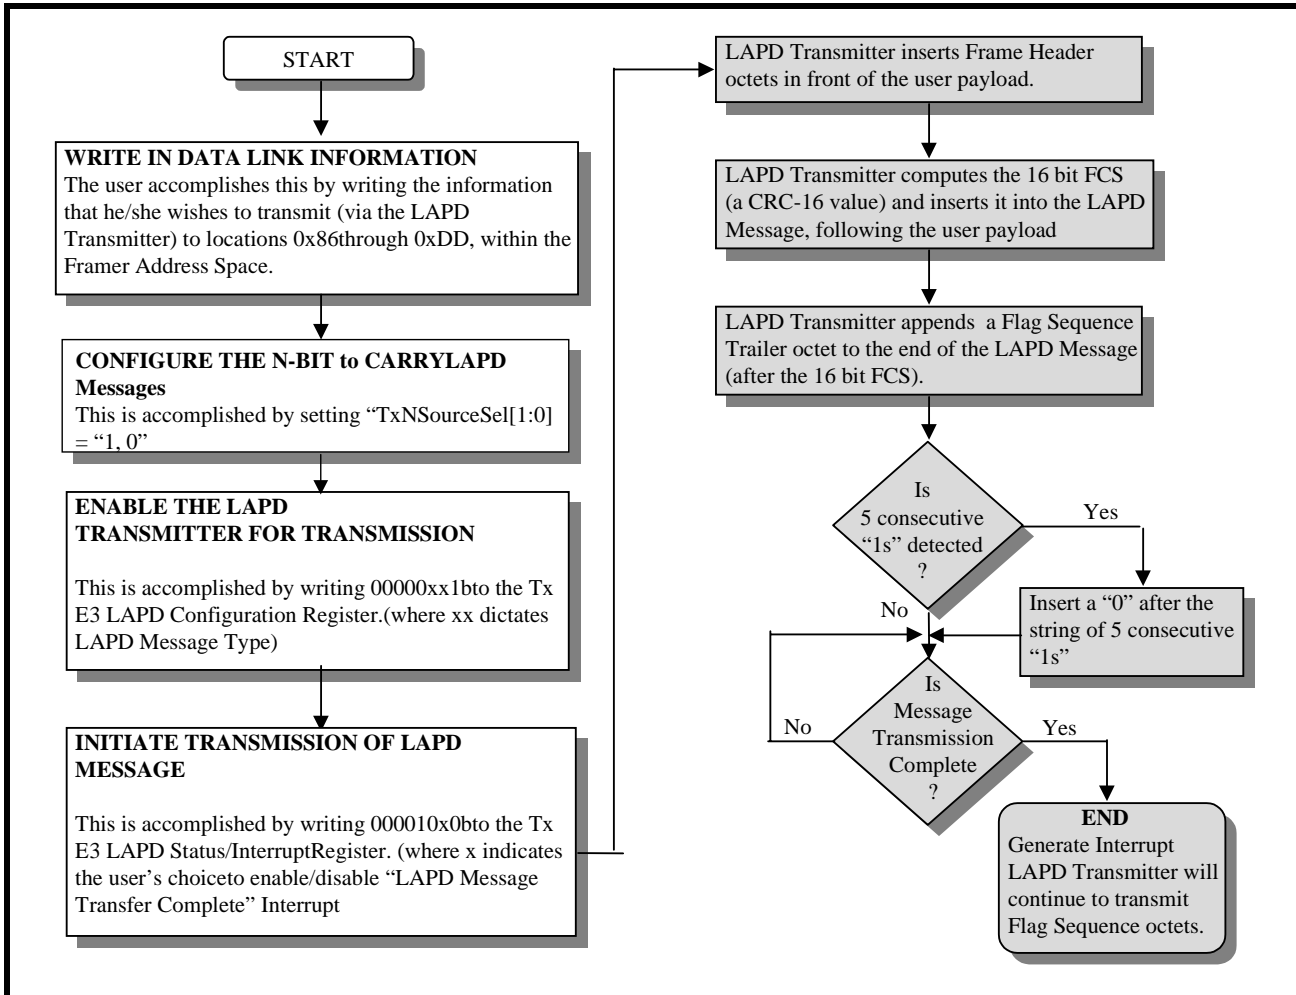 START
WRITE IN DATA LINK INFORMATION
The user accomplishes this by writing the information
that he/she wishes to transmit (via the LAPD
Transmitter) to locations 0x86through 0xDD, within the
Framer Address Space.
CONFIGURE THE N-BIT to CARRYLAPD
Messages
This is accomplished by setting “TxNSourceSel[1:0]
= “1, 0”
ENABLE THE LAPD
TRANSMITTER FOR TRANSMISSION
This is accomplished by writing 00000xx1bto the Tx
E3 LAPD Configuration Register.(where xx dictates
LAPD Message Type)
INITIATE TRANSMISSION OF LAPD
MESSAGE
This is accomplished by writing 000010x0bto the Tx
E3 LAPD Status/InterruptRegister. (where x indicates
the user’s choiceto enable/disable “LAPD Message
Transfer Complete” Interrupt
LAPD Transmitter inserts Frame Header
octets in front of the user payload.
LAPD Transmitter computes the 16 bit FCS
(a CRC-16 value) and inserts it into the LAPD
Message, following the user payload
LAPD Transmitter appends a Flag Sequence
Trailer octet to the end of the LAPD Message
(after the 16 bit FCS).
Is
5 consecutive
“1s” detected
?
Yes
No
Insert a “0” after the
string of 5 consecutive
“1s”
Is
Message
Transmission
Complete
?
No
Yes
END
Generate Interrupt
LAPD Transmitter will
continue to transmit
Flag Sequence octets.